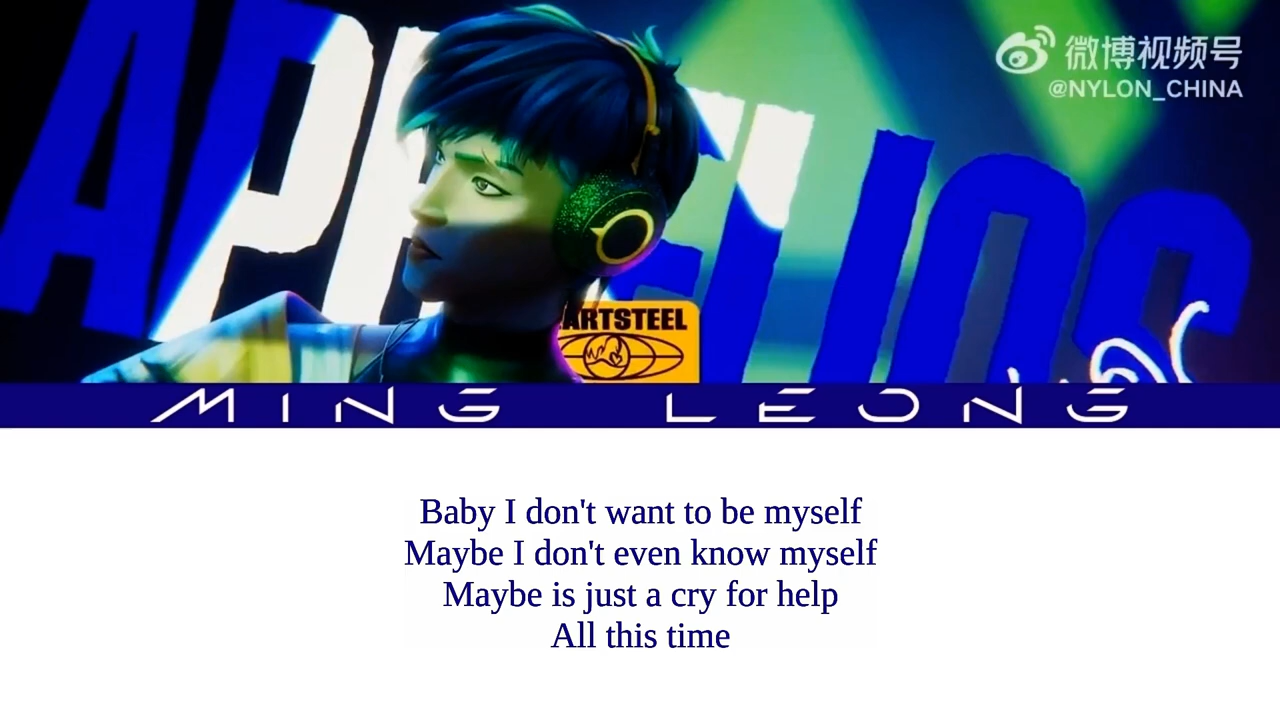 微博视频号
@NYLON_CHINA
APHELIOS
ARTSTEEL
MING LEONG
Baby I don't want to be myself
Maybe I don't even know myself
Maybe is just a cry for help
All this time